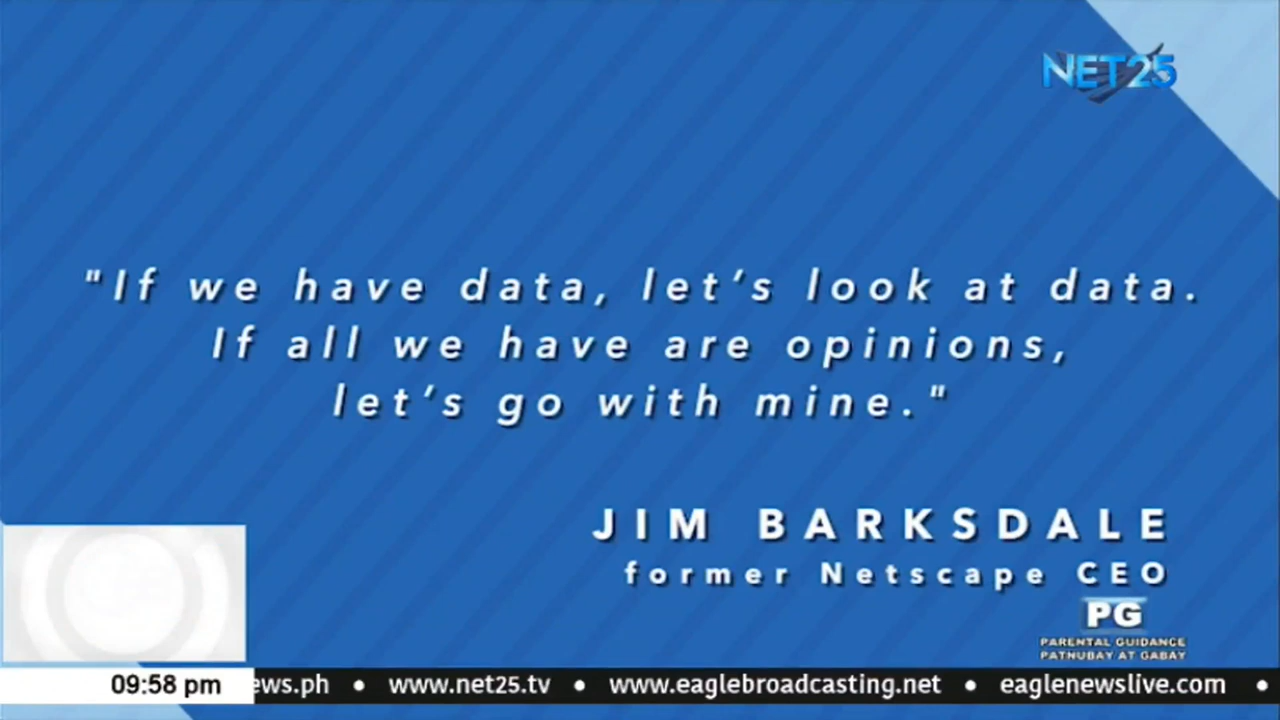 NET25
"If we have data, let's look at data.
If all we have are opinions,
let's go with mine."
JIM BARKSDALE
former Netscape CEO
PG
PARENTAL GUIDANCE
PATNUBAY AT GABAY
09:58 pm ews.ph • www.net25.tv • www.eaglebroadcasting.net • eaglenewslive.com •